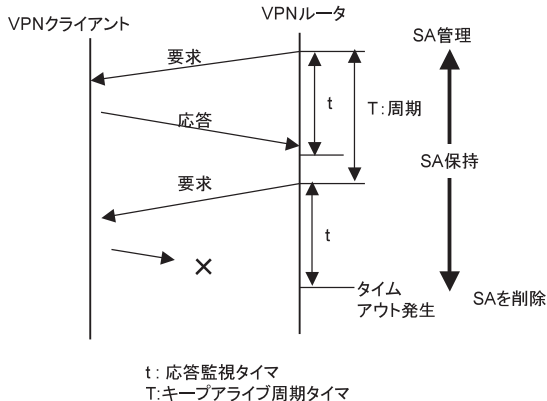 VPNクライアント
VPNルータ
SA管理
要求
t
T：周期
応答
SA保持
要求
t
タイム
アウト発生
SAを削除
t： 応答監視タイマ
T：キープアライブ周期タイマ